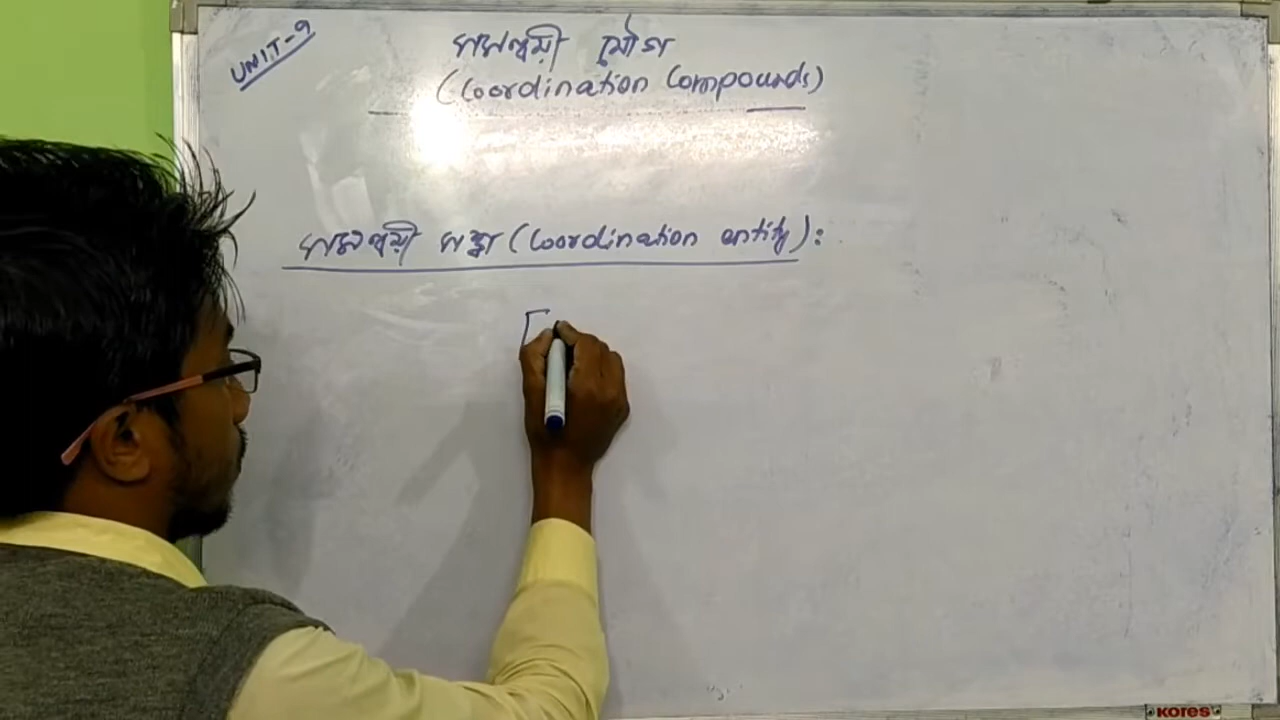 UNIT-9
সমন্বয়ী যৌগ
(Coordination Compounds)
সমন্বয়ী সত্ত্বা (Coordination entity):
[
KORES